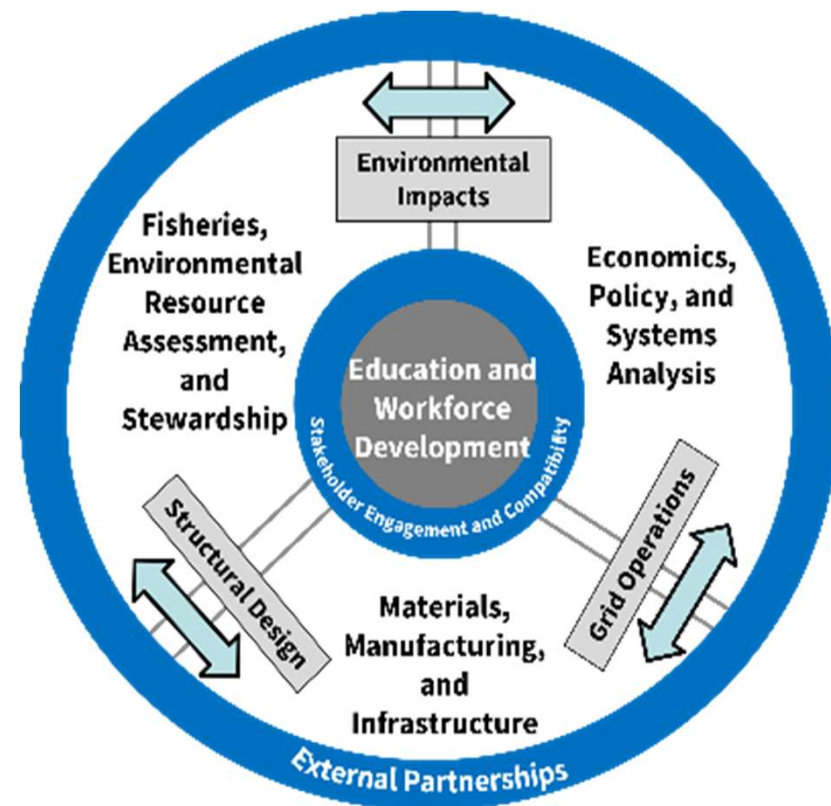 Environmental
Impacts
Fisheries,
Environmental
Resource
Assessment,
and
Stewardship
Economics,
Policy, and
Systems
Analysis
Education and
Workforce
Development
Stakeholder Engagement and Compatibility
Structural Design
Grid Operations
Materials,
Manufacturing,
and
Infrastructure
External Partnerships